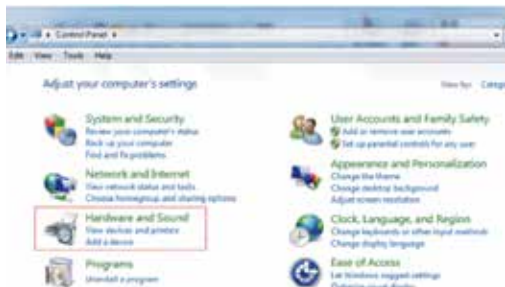 Control Panel
Edit View Tools Help
Adjust your computer's settings
View by: Categ
System and Security
Review your computer's status
Back up your computer
Find and fix problems
Network and Internet
View network status and tasks
Choose homegroup and sharing options
Hardware and Sound
View devices and printers
Add a device
Programs
Uninstall a program
User Accounts and Family Safety
Add or remove user accounts
Set up parental controls for any user
Appearance and Personalization
Change the theme
Change desktop background
Adjust screen resolution
Clock, Language, and Region
Change keyboards or other input methods
Change display language
Ease of Access
Let Windows suggest settings
Optimize visual display